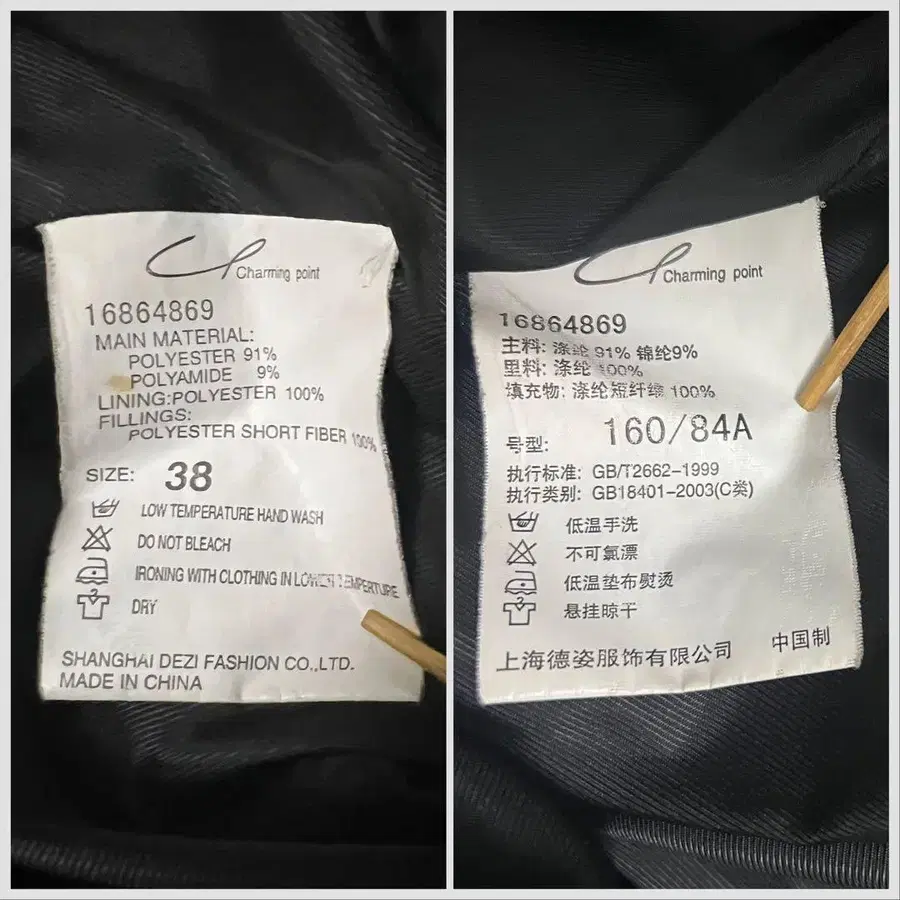 Charming point
16864869
MAIN MATERIAL:
POLYESTER 91%
POLYAMIDE 9%
LINING:POLYESTER 100%
FILLINGS:
POLYESTER SHORT FIBER 100%
SIZE: 38
LOW TEMPERATURE HAND WASH
DO NOT BLEACH
IRONING WITH CLOTHING IN LOWER TEMPERTURE
DRY
SHANGHAI DEZI FASHION CO.,LTD.
MADE IN CHINA
Charming point
16864869
主料: 涤纶 91% 锦纶9%
里料: 涤纶 100%
填充物: 涤纶短纤维 100%
号型: 160/84A
执行标准: GB/T2662-1999
执行类别: GB18401-2003(C类)
低温手洗
不可氯漂
低温垫布熨烫
悬挂晾干
上海德姿服饰有限公司 中国制